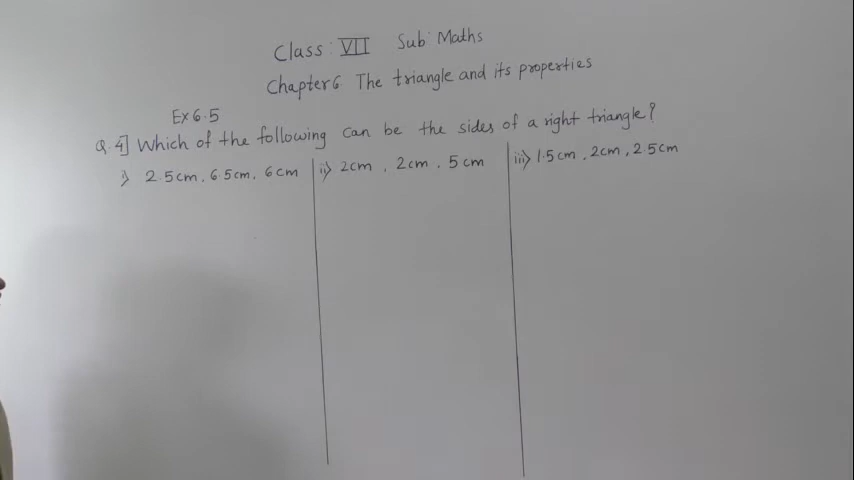 Class: VII Sub: Maths
Chapter 6 The triangle and its properties
Ex 6.5
Q.4] Which of the following can be the sides of a right triangle?
i) 2.5cm, 6.5cm, 6cm
ii) 2cm, 2cm, 5cm
iii) 1.5cm, 2cm, 2.5cm